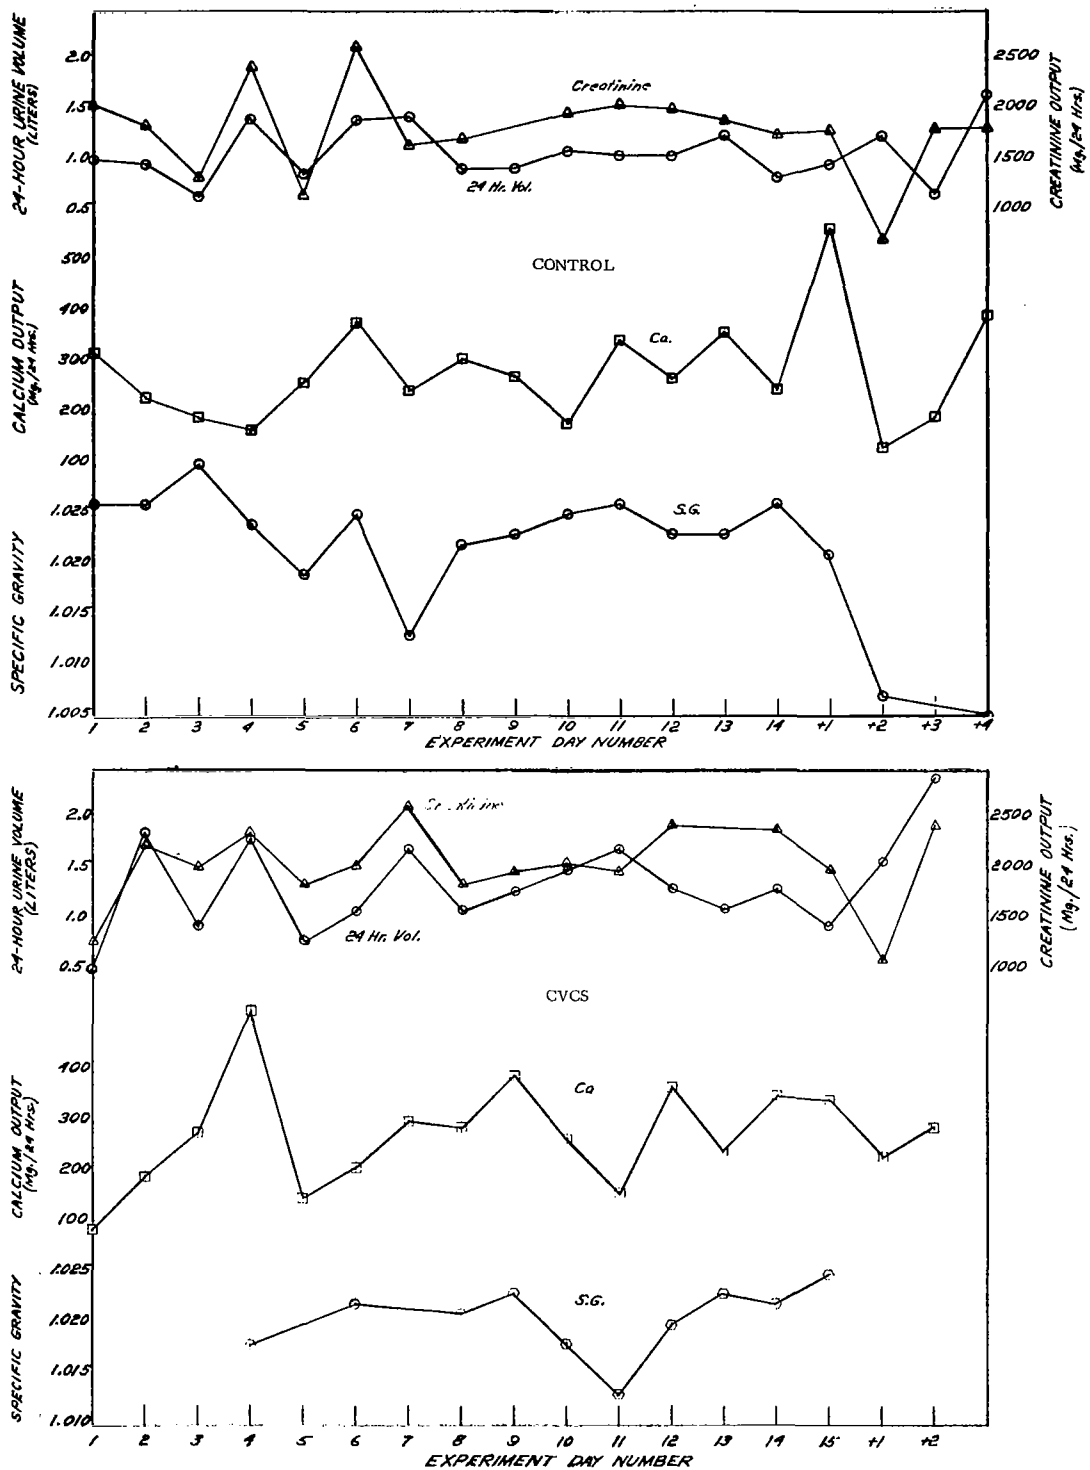 24-HOUR URINE VOLUME
(LITERS)
2.0
1.5
1.0
0.5
CREATININE OUTPUT
(Mg./24 Hrs.)
2500
2000
1500
1000
Creatinine
24 Hr. Vol.
CONTROL
CALCIUM OUTPUT
(Mg./24 Hrs.)
500
400
300
200
100
Ca.
SPECIFIC GRAVITY
1.025
1.020
1.015
1.010
1.005
S.G.
1 2 3 4 5 6 7 8 9 10 11 12 13 14 +1 +2 +3 +4
EXPERIMENT DAY NUMBER
24-HOUR URINE VOLUME
(LITERS)
2.0
1.5
1.0
0.5
CREATININE OUTPUT
(Mg./24 Hrs.)
2500
2000
1500
1000
24 Hr. Vol.
CVCS
CALCIUM OUTPUT
(Mg./24 Hrs.)
400
300
200
100
Ca
SPECIFIC GRAVITY
1.025
1.020
1.015
1.010
S.G.
1 2 3 4 5 6 7 8 9 10 11 12 13 14 15 +1 +2
EXPERIMENT DAY NUMBER